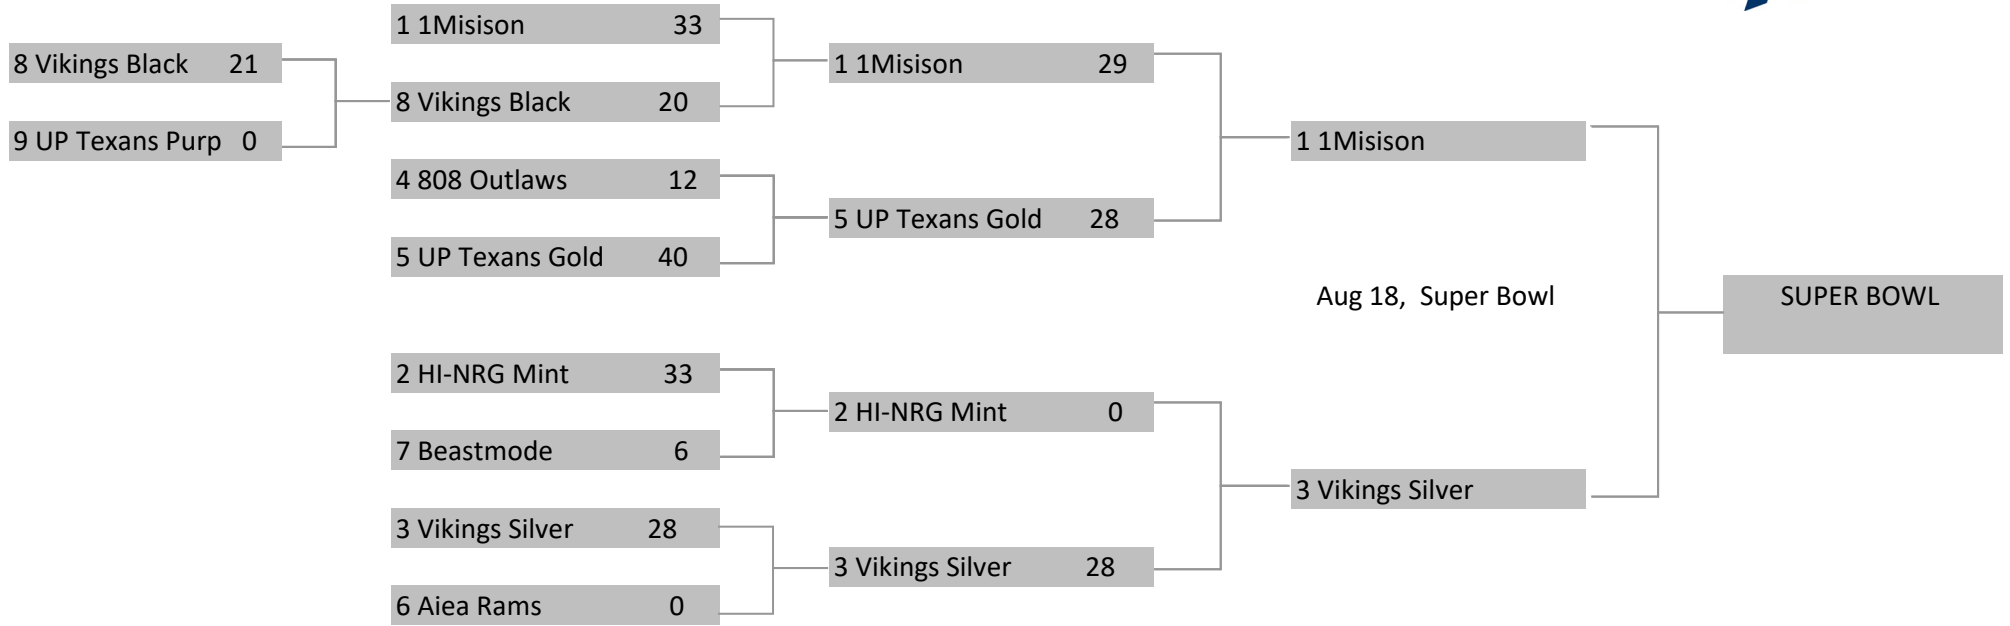 8 Vikings Black 21
9 UP Texans Purp 0
1 1Misison 33
8 Vikings Black 20
4 808 Outlaws 12
5 UP Texans Gold 40
2 HI-NRG Mint 33
7 Beastmode 6
3 Vikings Silver 28
6 Aiea Rams 0
1 1Misison 29
5 UP Texans Gold 28
2 HI-NRG Mint 0
3 Vikings Silver 28
1 1Misison
Aug 18, Super Bowl
3 Vikings Silver
SUPER BOWL